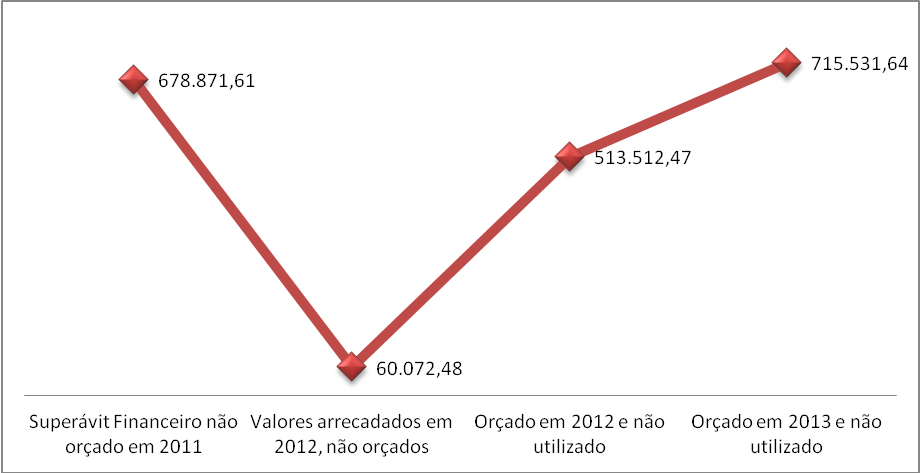 715.531,64
678.871,61
513.512,47
60.072,48
Superávit Financeiro não
orçado em 2011
Valores arrecadados em
2012, não orçados
Orçado em 2012 e não
utilizado
Orçado em 2013 e não
utilizado